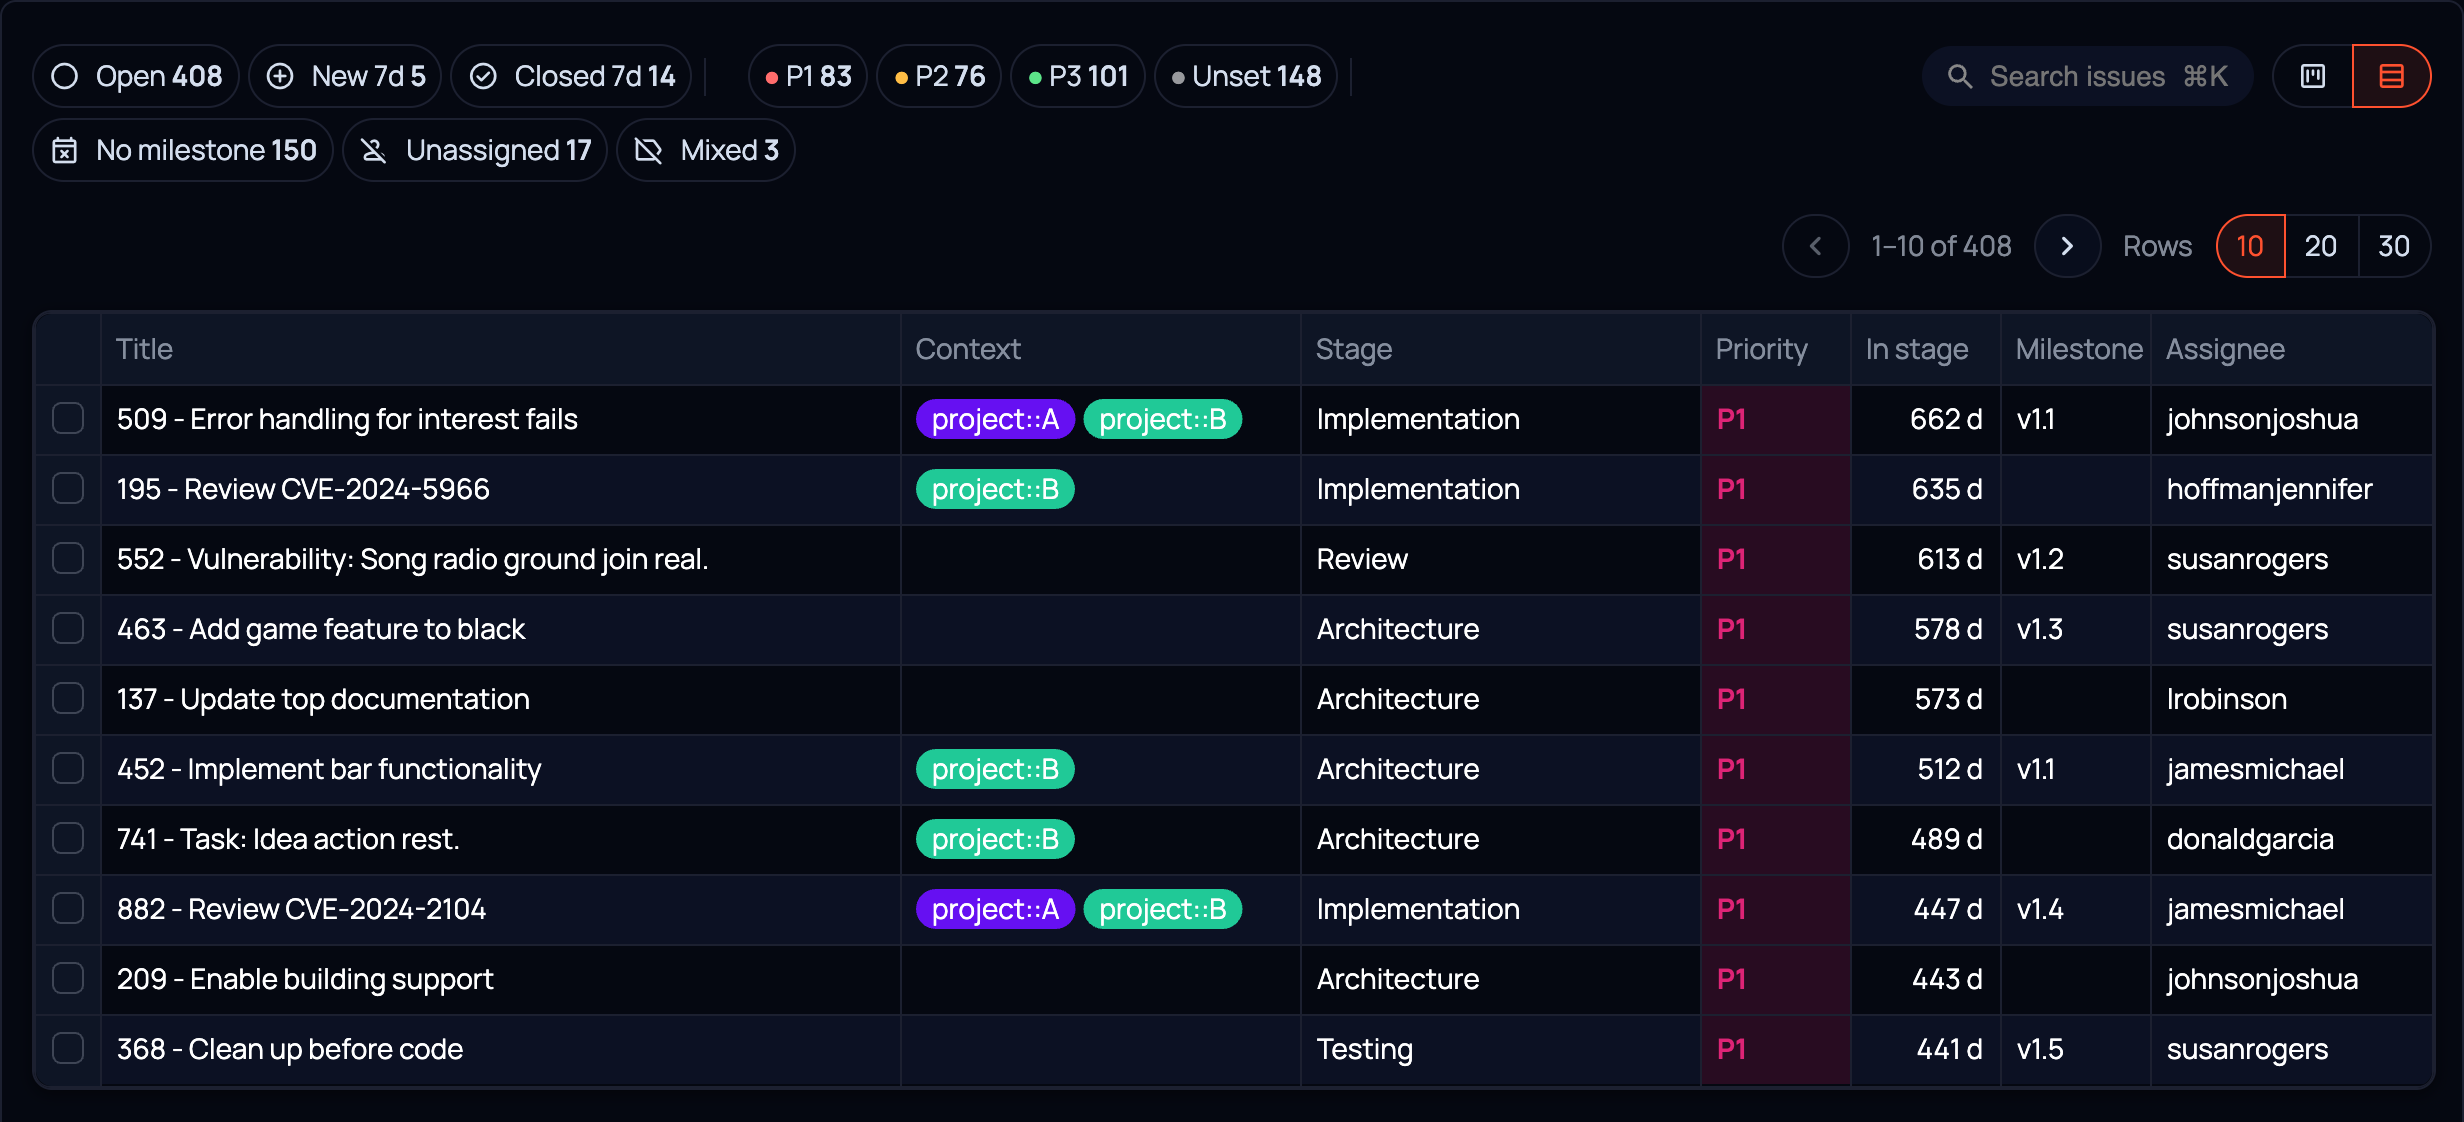 Open 408 New 7d 5 Closed 7d 14 P1 83 P2 76 P3 101 Unset 148 Search issues ⌘K
No milestone 150 Unassigned 17 Mixed 3
1–10 of 408 Rows 10 20 30
Title Context Stage Priority In stage Milestone Assignee
509 - Error handling for interest fails project::A project::B Implementation P1 662 d v1.1 johnsonjoshua
195 - Review CVE-2024-5966 project::B Implementation P1 635 d hoffmanjennifer
552 - Vulnerability: Song radio ground join real. Review P1 613 d v1.2 susanrogers
463 - Add game feature to black Architecture P1 578 d v1.3 susanrogers
137 - Update top documentation Architecture P1 573 d lrobinson
452 - Implement bar functionality project::B Architecture P1 512 d v1.1 jamesmichael
741 - Task: Idea action rest. project::B Architecture P1 489 d donaldgarcia
882 - Review CVE-2024-2104 project::A project::B Implementation P1 447 d v1.4 jamesmichael
209 - Enable building support Architecture P1 443 d johnsonjoshua
368 - Clean up before code Testing P1 441 d v1.5 susanrogers